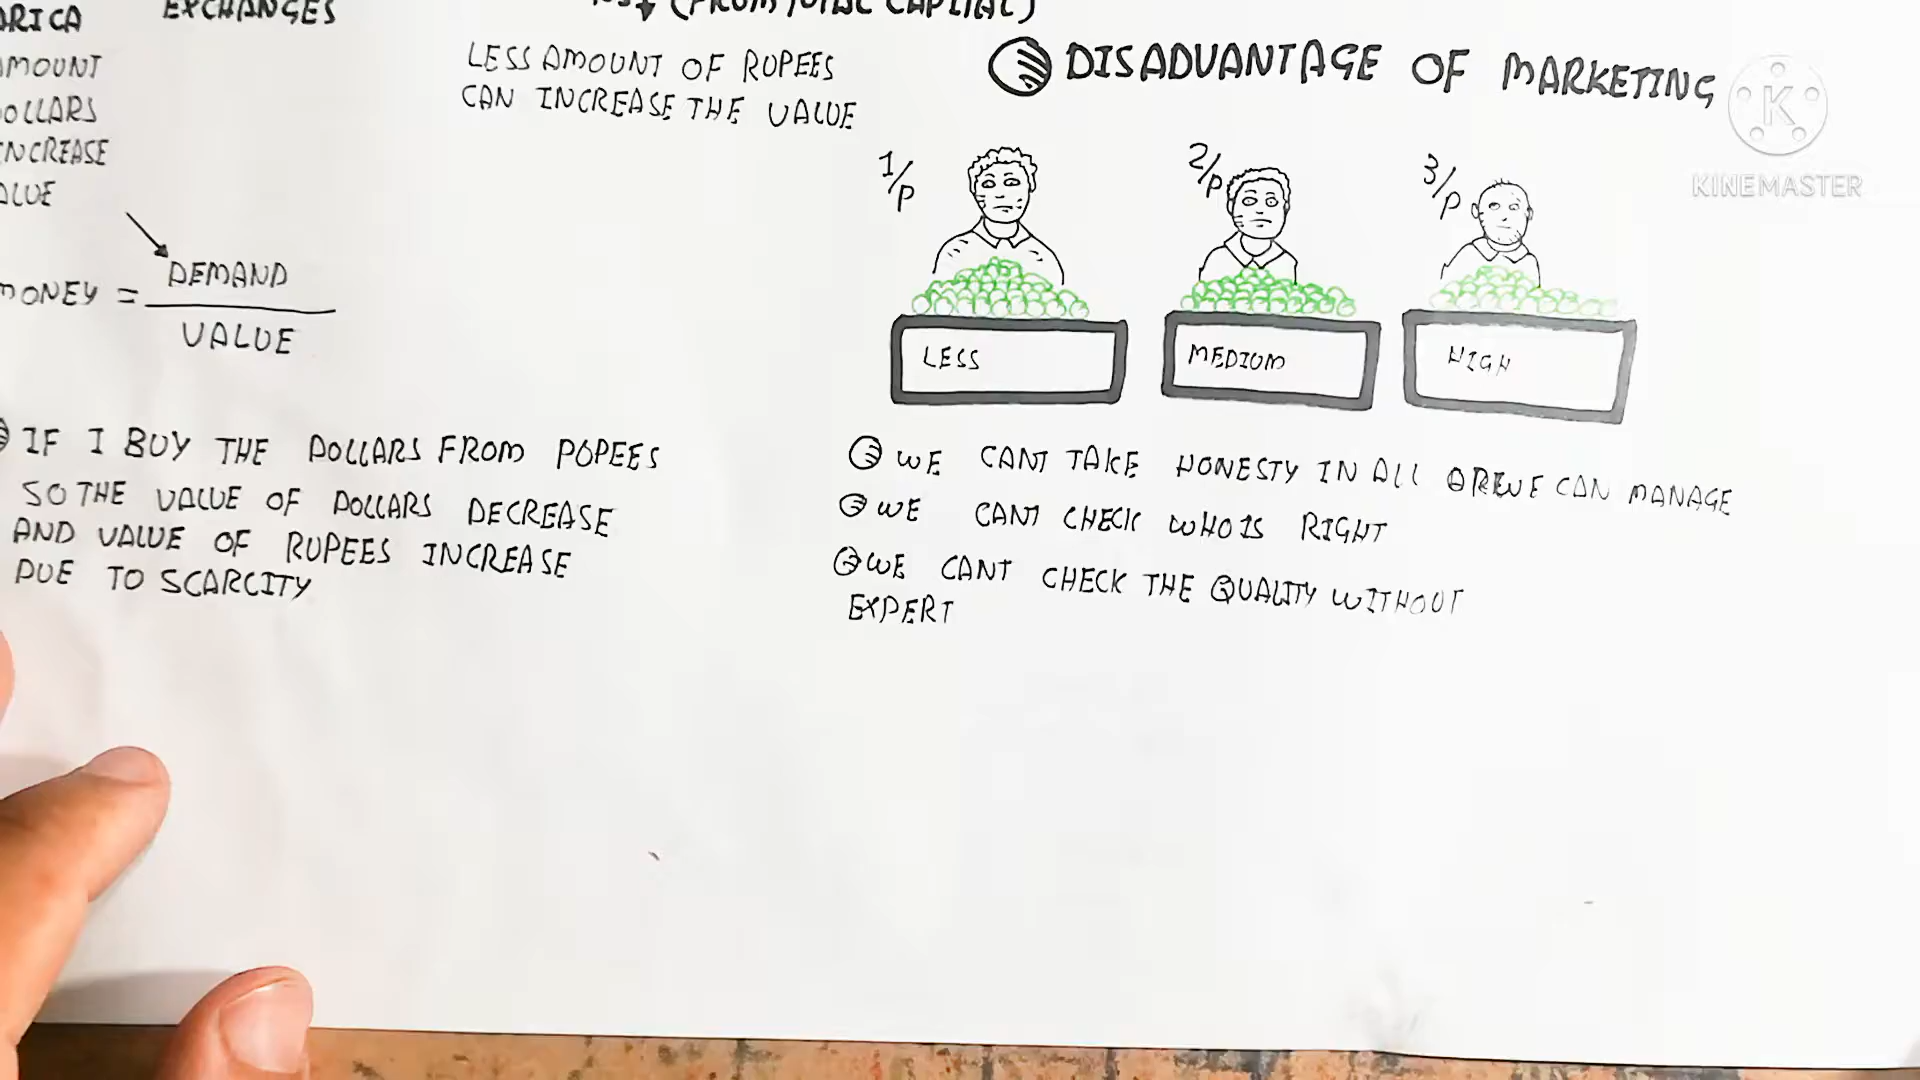 EXCHANGES
(FROM TOTAL CAPITAL)
AMOUNT
DOLLARS
INCREASE
VALUE
DEMAND
MONEY =
VALUE
LESS AMOUNT OF RUPEES
CAN INCREASE THE VALUE
IF I BUY THE DOLLARS FROM POPEES
SO THE VALUE OF DOLLARS DECREASE
AND VALUE OF RUPEES INCREASE
DUE TO SCARCITY
DISADVANTAGE OF MARKETING
1/P
2/P
3/P
LESS
MEDIUM
HIGH
WE CANT TAKE HONESTY IN ALL CAN MANAGE
WE CANT CHECK WHO IS RIGHT
WE CANT CHECK THE QUALITY WITHOUT
EXPERT
K
KINEMASTER